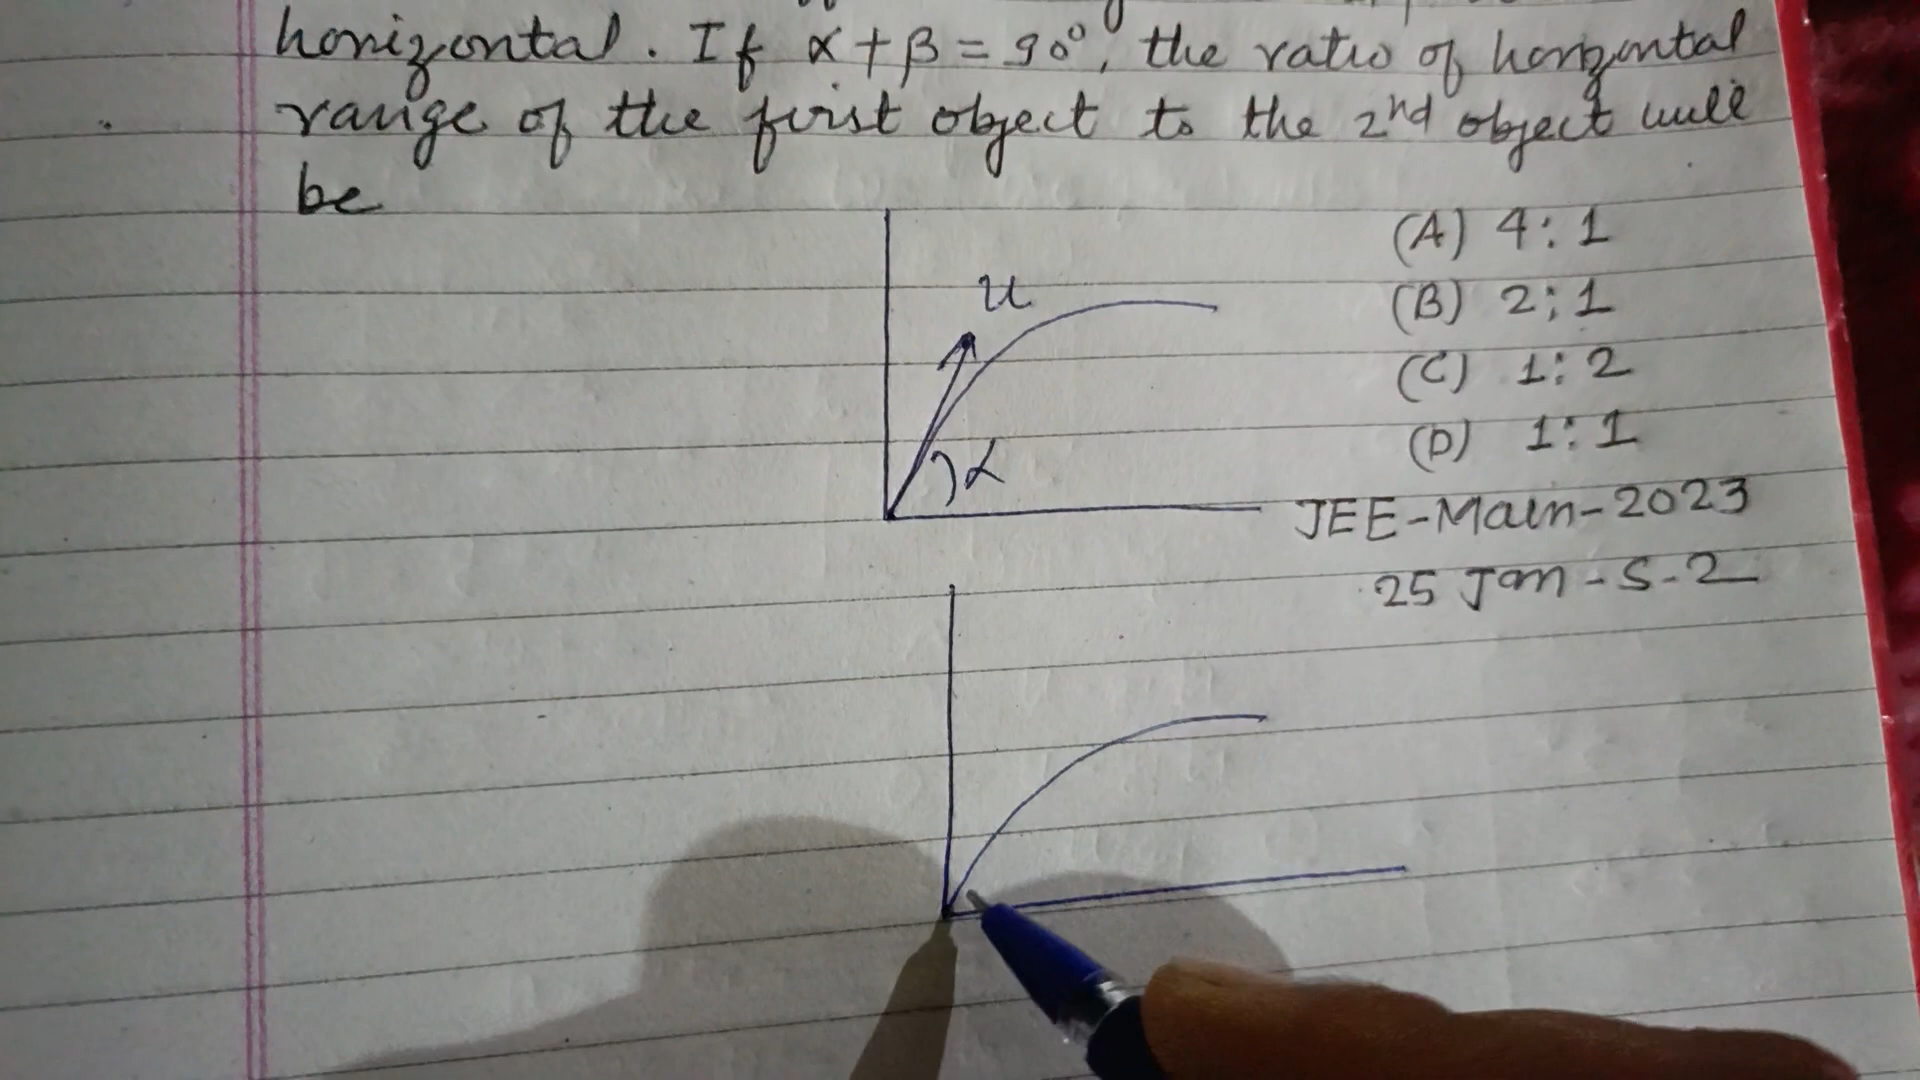 horizontal. If α+β=90°, the ratio of horizontal
range of the first object to the 2nd object will
be
(A) 4:1
(B) 2:1
(C) 1:2
(D) 1:1
JEE-Main-2023
25 Jan-S-2
u
α